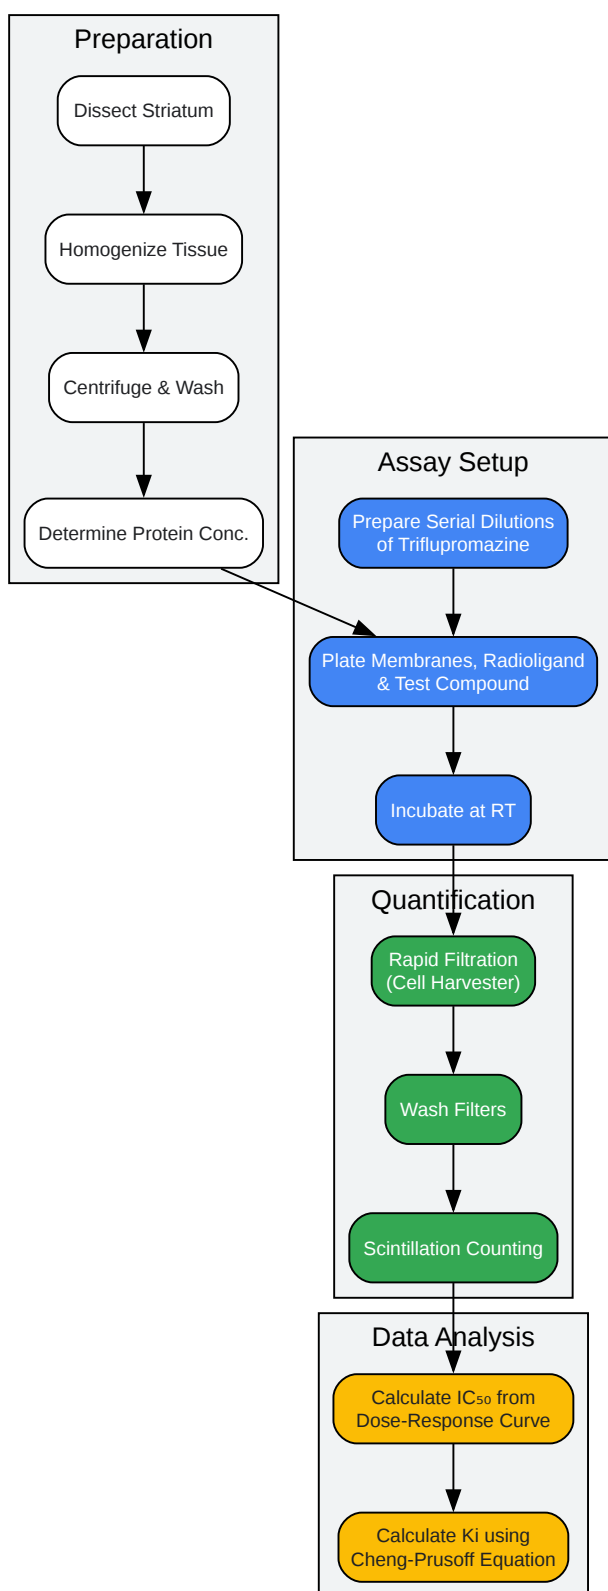 Preparation
Dissect Striatum
Homogenize Tissue
Centrifuge & Wash
Determine Protein Conc.
Assay Setup
Prepare Serial Dilutions
of Triflupromazine
Plate Membranes, Radioligand
& Test Compound
Incubate at RT
Quantification
Rapid Filtration
(Cell Harvester)
Wash Filters
Scintillation Counting
Data Analysis
Calculate IC₅₀ from
Dose-Response Curve
Calculate Ki using
Cheng-Prusoff Equation